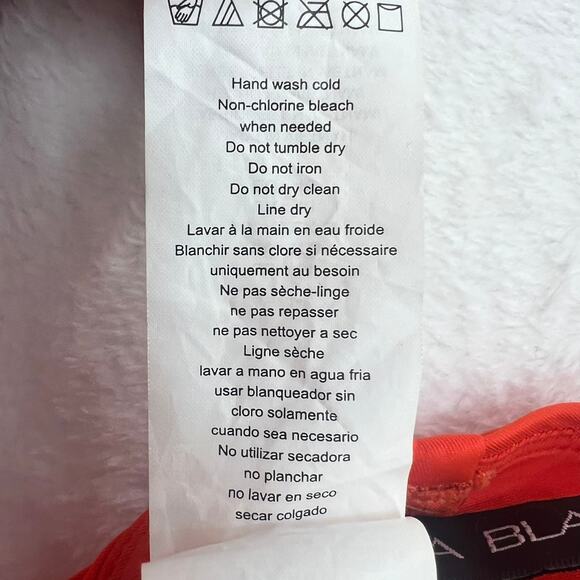 Hand wash cold
Non-chlorine bleach
when needed
Do not tumble dry
Do not iron
Do not dry clean
Line dry
Lavar à la main en eau froide
Blanchir sans clore si nécessaire
uniquement au besoin
Ne pas sèche-linge
ne pas repasser
ne pas nettoyer a sec
Ligne sèche
lavar a mano en agua fria
usar blanqueador sin
cloro solamente
cuando sea necesario
No utilizar secadora
no planchar
no lavar en seco
secar colgado
A BLA